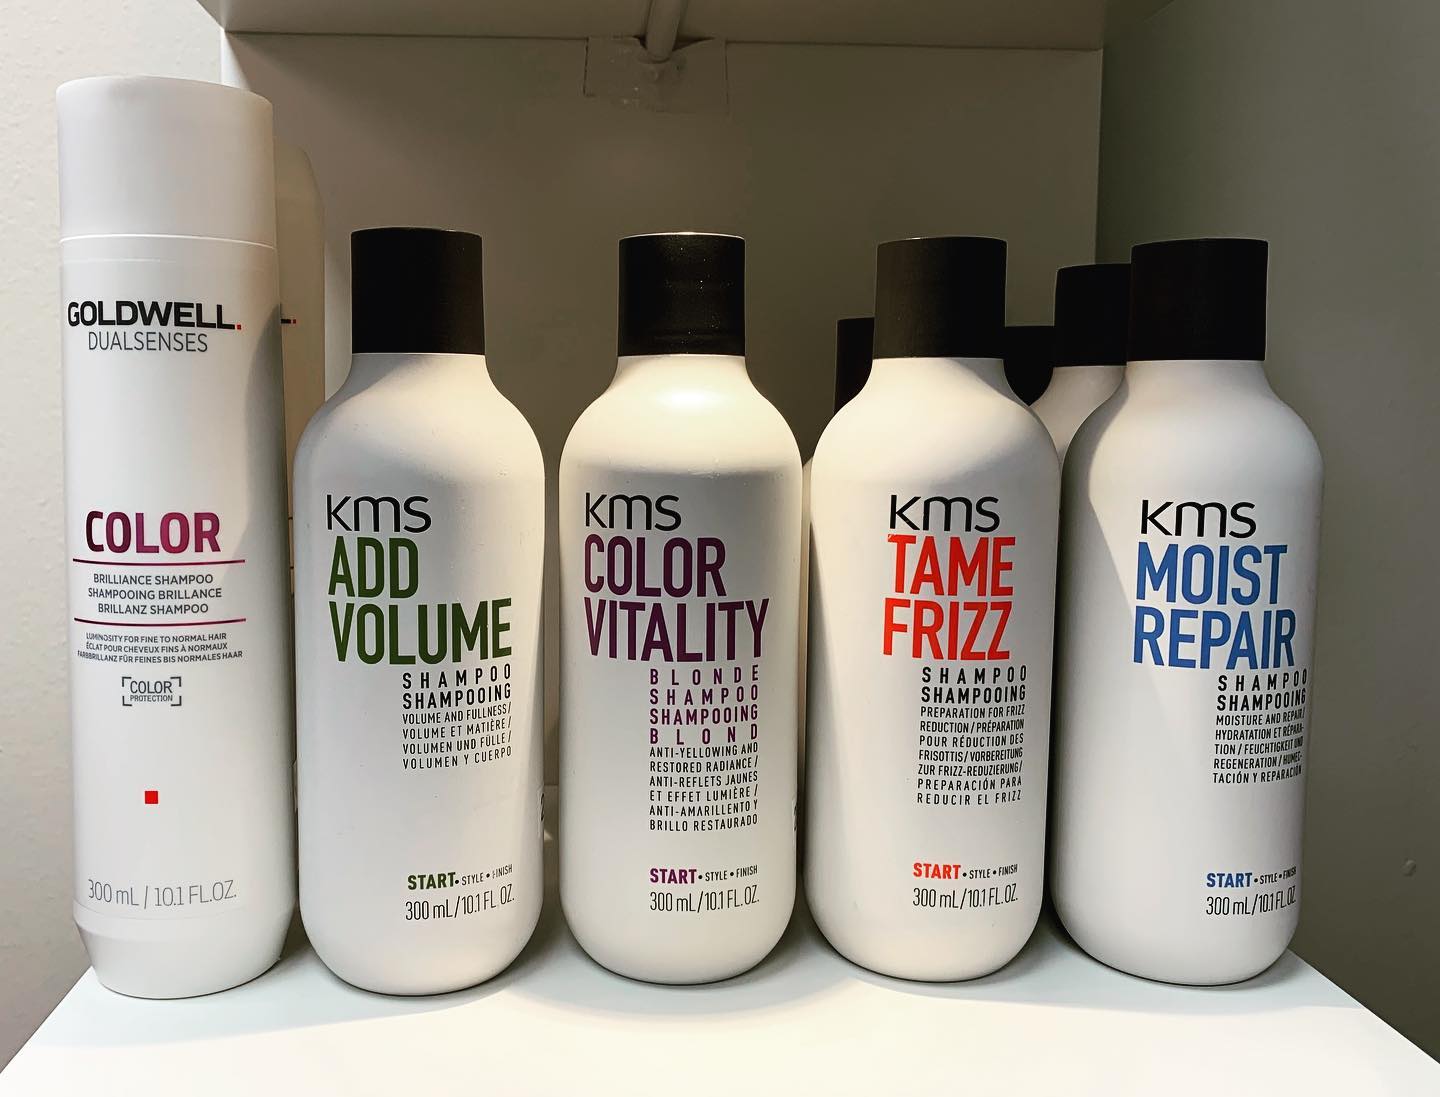 GOLDWELL.
DUALSENSES
COLOR
BRILLIANCE SHAMPOO
SHAMPOOING BRILLANCE
BRILLANZ SHAMPOO
LUMINOSITY FOR FINE TO NORMAL HAIR
ÉCLAT POUR CHEVEUX FINS À NORMAUX
FARBBRILLANZ FÜR FEINES BIS NORMALES HAAR
COLOR
PROTECTION
300 mL / 10.1 FL.OZ.
KMS
ADD
VOLUME
SHAMPOO
SHAMPOOING
VOLUME AND FULLNESS /
VOLUME ET MATIÈRE /
VOLUMEN UND FÜLLE /
VOLUMEN Y CUERPO
START • STYLE • FINISH
300 mL/10.1 FL. OZ.
KMS
COLOR
VITALITY
BLONDE
SHAMPOO
SHAMPOOING
BLOND
ANTI-YELLOWING AND
RESTORED RADIANCE /
ANTI-REFLETS JAUNES
ET EFFET LUMIÈRE /
ANTI-AMARILLENTO Y
BRILLO RESTAURADO
START • STYLE • FINISH
300 mL/10.1 FL. OZ.
KMS
TAME
FRIZZ
SHAMPOO
SHAMPOOING
PREPARATION FOR FRIZZ
REDUCTION / PRÉPARATION
POUR RÉDUCTION DES
FRISOTTIS / VORBEREITUNG
ZUR FRIZZ-REDUZIERUNG /
PREPARACIÓN PARA
REDUCIR EL FRIZZ
START • STYLE • FINISH
300 mL/10.1 FL. OZ.
KMS
MOIST
REPAIR
SHAMPOO
SHAMPOOING
MOISTURE AND REPAIR /
HYDRATATION ET RÉPARA-
TION / FEUCHTIGKEIT UND
REGENERATION / HUMEC-
TACIÓN Y REPARACIÓN
START • STYLE • FINISH
300 mL/10.1 FL. OZ.